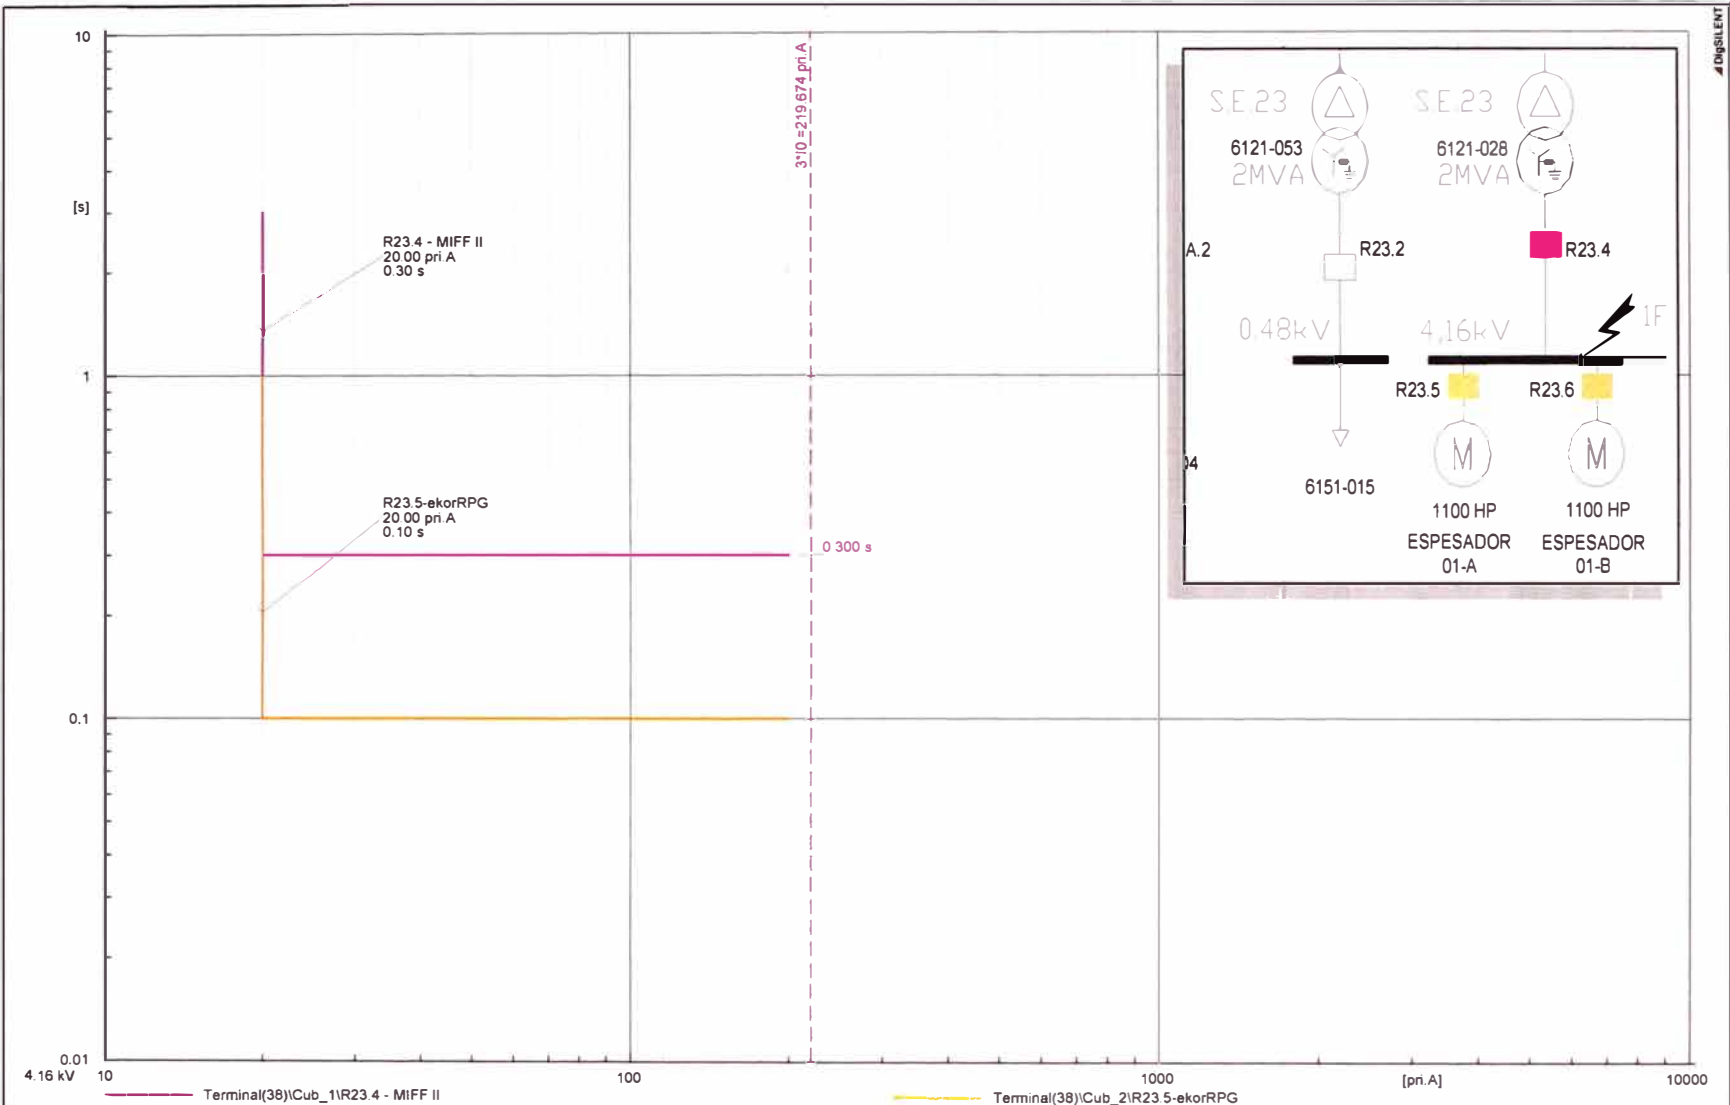 DIgSILENT
10
[s]
1
0.1
0.01
4.16 kV
10
100
1000
[pri.A]
10000
3*I0 =219.674 pri.A
R23.4 - MIFF II
20.00 pri.A
0.30 s
R23.5-ekorRPG
20.00 pri.A
0.10 s
0.300 s
S.E.23
S.E.23
6121-053
2MVA
6121-028
2MVA
A.2
R23.2
R23.4
0,48kV
4,16kV
1F
R23.5
R23.6
M
M
6151-015
1100 HP
ESPESADOR
01-A
1100 HP
ESPESADOR
01-B
Terminal(38)\Cub_1\R23.4 - MIFF II
Terminal(38)\Cub_2\R23.5-ekorRPG